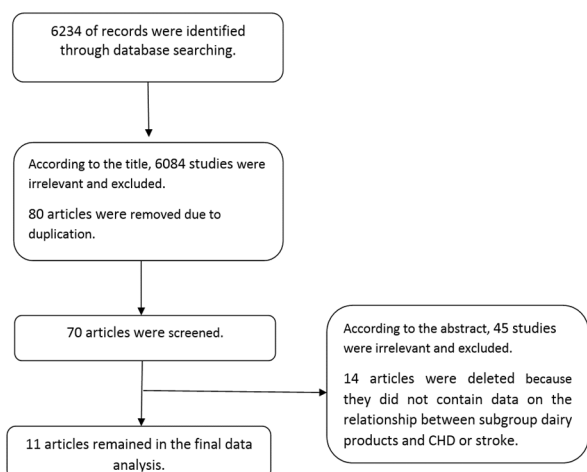 6234 of records were identified
through database searching.
According to the title, 6084 studies were
irrelevant and excluded.
80 articles were removed due to
duplication.
70 articles were screened.
According to the abstract, 45 studies
were irrelevant and excluded.
14 articles were deleted because
they did not contain data on the
relationship between subgroup dairy
products and CHD or stroke.
11 articles remained in the final data
analysis.